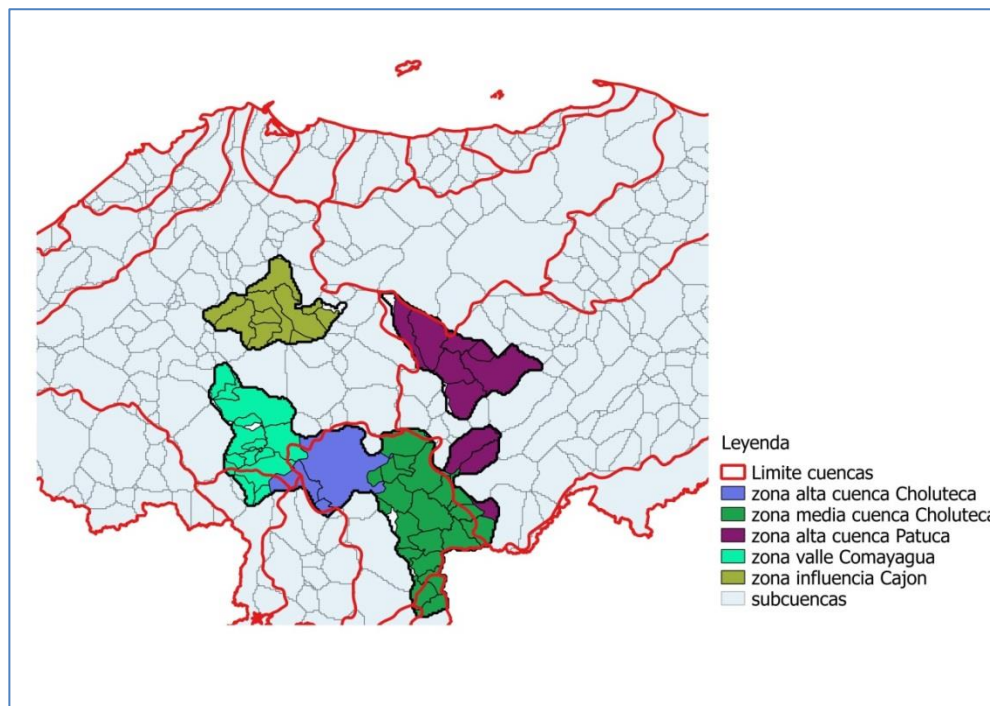 Leyenda
Limite cuencas
zona alta cuenca Choluteca
zona media cuenca Choluteca
zona alta cuenca Patuca
zona valle Comayagua
zona influencia Cajon
subcuencas